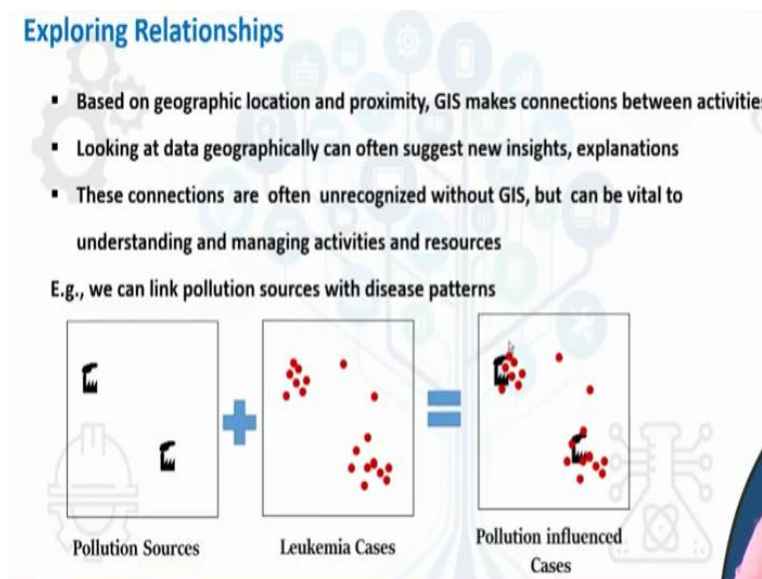 Exploring Relationships
▪ Based on geographic location and proximity, GIS makes connections between activities
▪ Looking at data geographically can often suggest new insights, explanations
▪ These connections are often unrecognized without GIS, but can be vital to
understanding and managing activities and resources
E.g., we can link pollution sources with disease patterns
Pollution Sources
Leukemia Cases
Pollution influenced
Cases